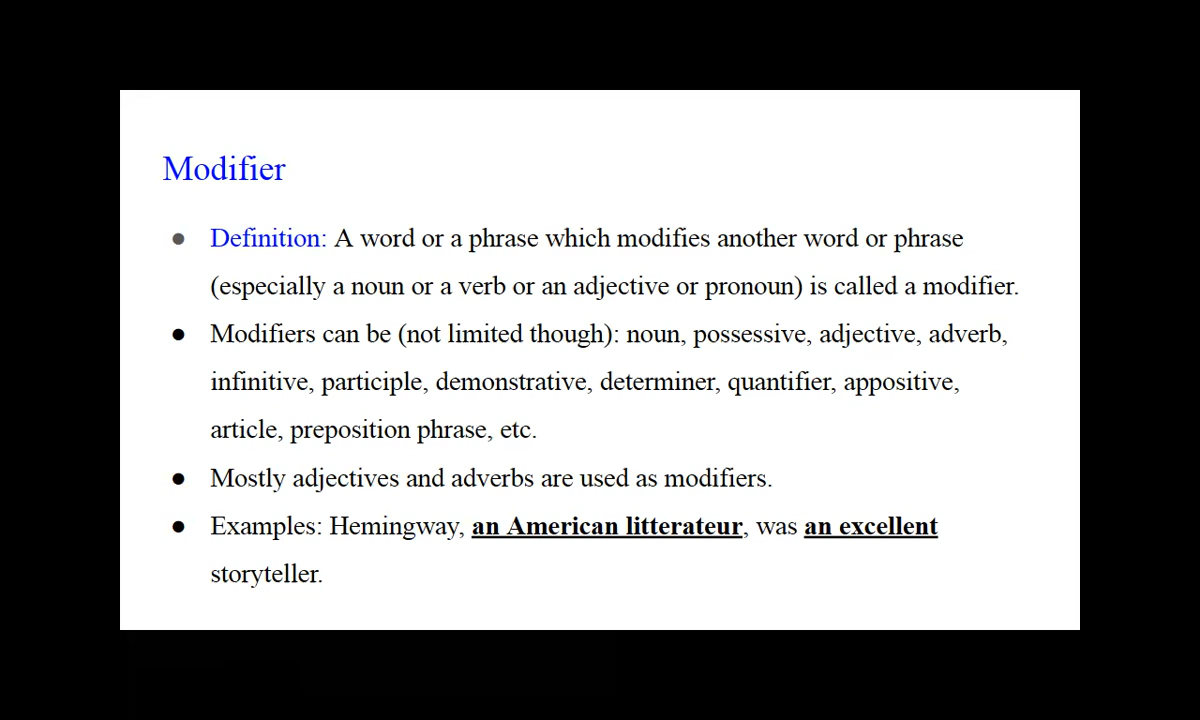 Modifier
● Definition: A word or a phrase which modifies another word or phrase
(especially a noun or a verb or an adjective or pronoun) is called a modifier.
● Modifiers can be (not limited though): noun, possessive, adjective, adverb,
infinitive, participle, demonstrative, determiner, quantifier, appositive,
article, preposition phrase, etc.
● Mostly adjectives and adverbs are used as modifiers.
● Examples: Hemingway, an American litterateur, was an excellent
storyteller.